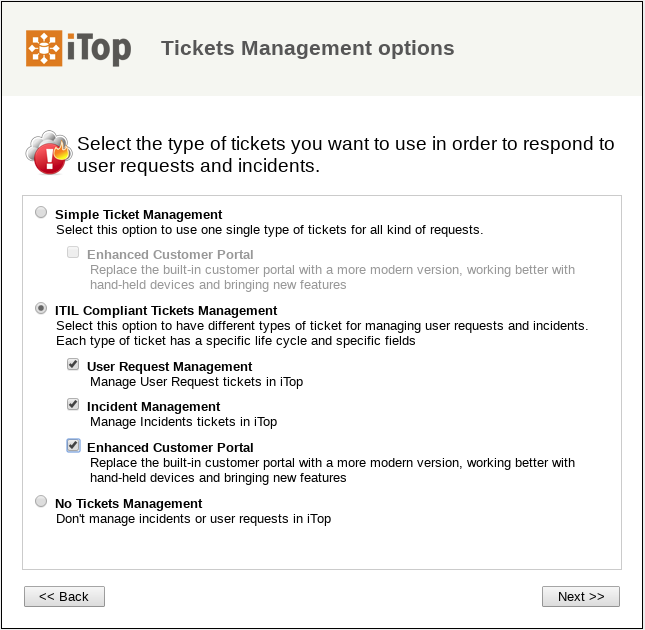 iTop
Tickets Management options
Select the type of tickets you want to use in order to respond to
user requests and incidents.
Simple Ticket Management
Select this option to use one single type of tickets for all kind of requests.
Enhanced Customer Portal
Replace the built-in customer portal with a more modern version, working better with
hand-held devices and bringing new features
ITIL Compliant Tickets Management
Select this option to have different types of ticket for managing user requests and incidents.
Each type of ticket has a specific life cycle and specific fields
User Request Management
Manage User Request tickets in iTop
Incident Management
Manage Incidents tickets in iTop
Enhanced Customer Portal
Replace the built-in customer portal with a more modern version, working better with
hand-held devices and bringing new features
No Tickets Management
Don't manage incidents or user requests in iTop
<< Back
Next >>